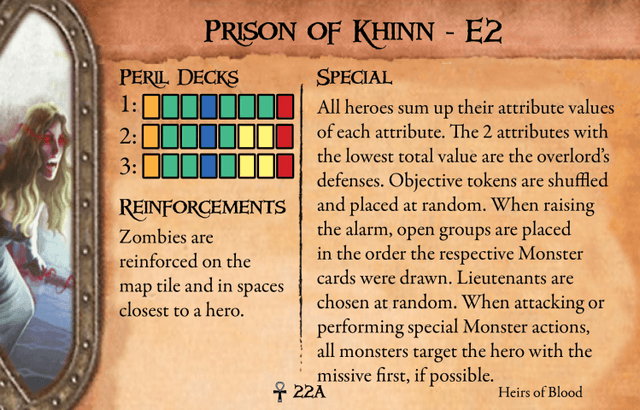 PRISON OF KHINN - E2
PERIL DECKS
1:
2:
3:
REINFORCEMENTS
Zombies are
reinforced on the
map tile and in spaces
closest to a hero.
SPECIAL
All heroes sum up their attribute values
of each attribute. The 2 attributes with
the lowest total value are the overlord’s
defenses. Objective tokens are shuffled
and placed at random. When raising
the alarm, open groups are placed
in the order the respective Monster
cards were drawn. Lieutenants are
chosen at random. When attacking or
performing special Monster actions,
all monsters target the hero with the
missive first, if possible.
22A
Heirs of Blood